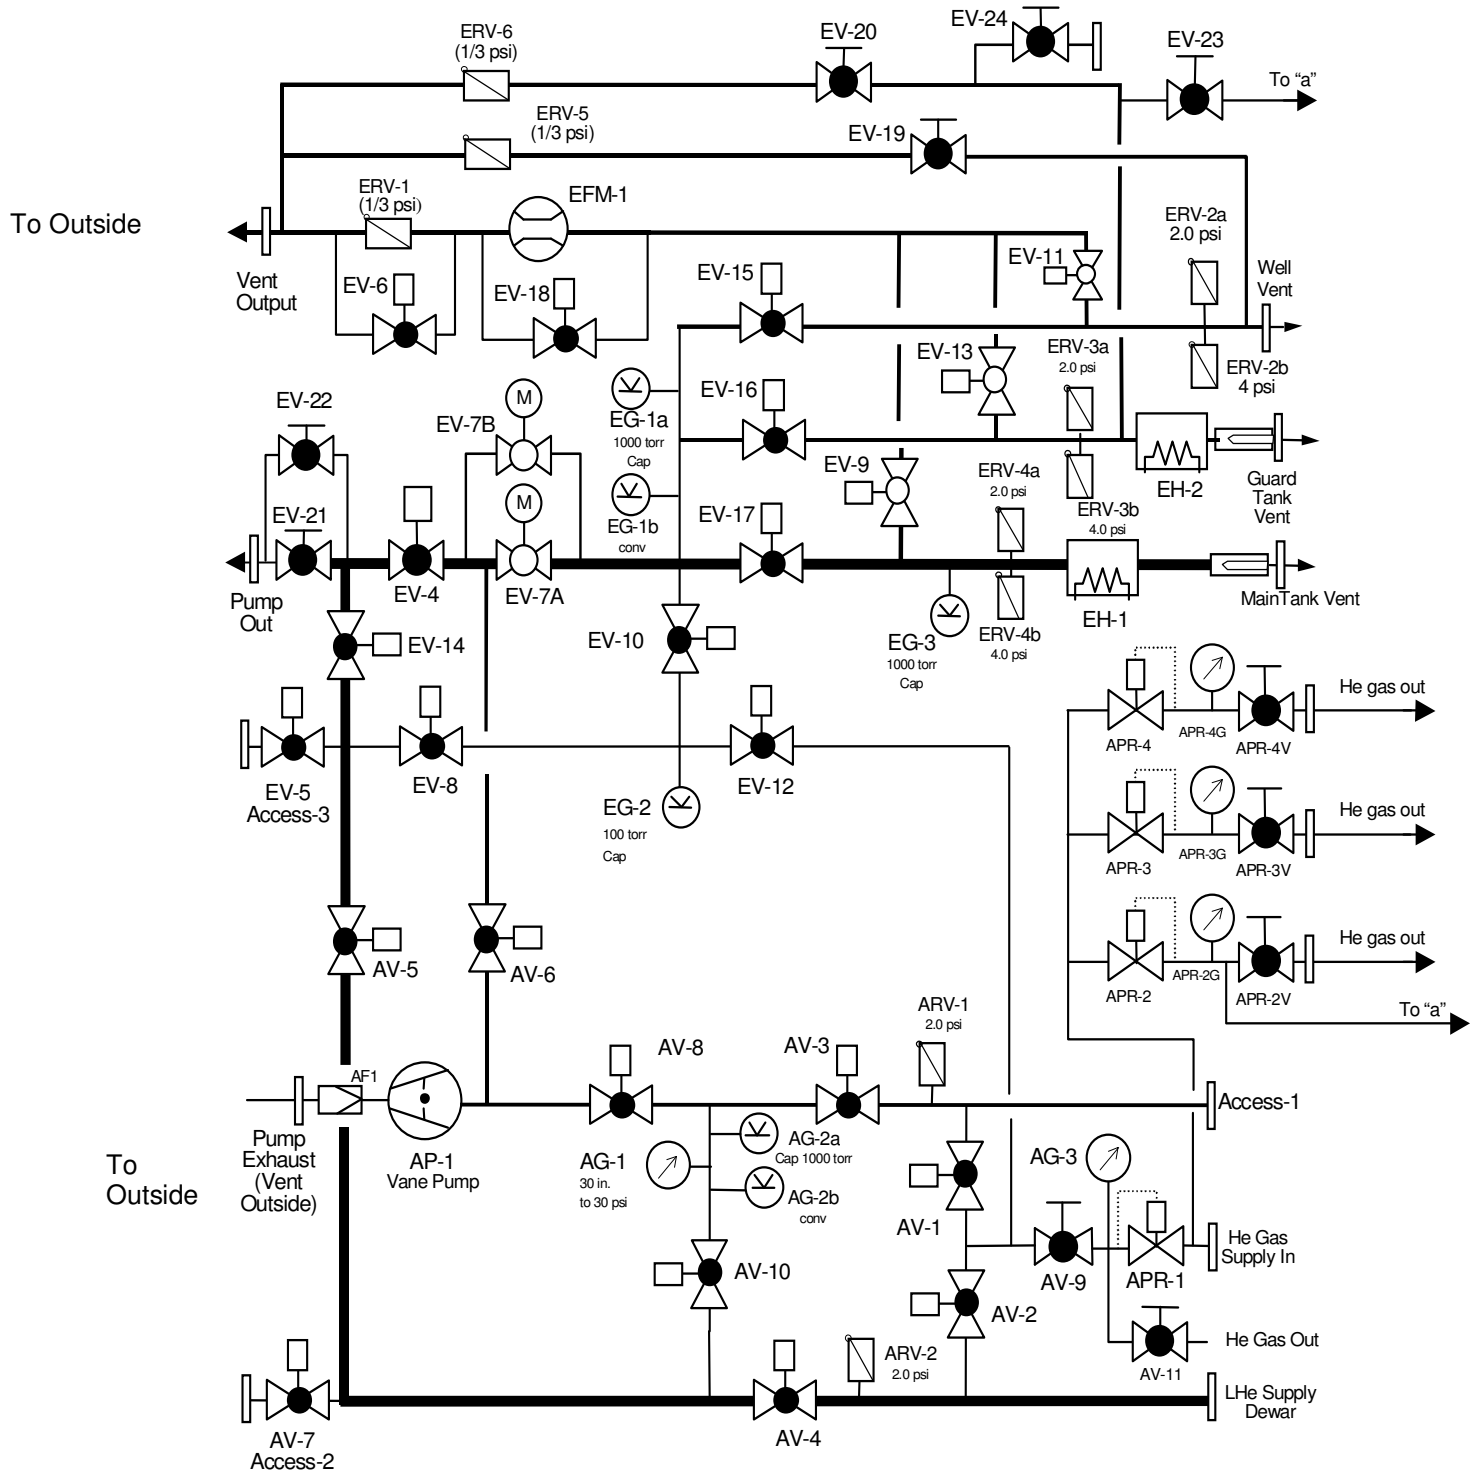 EV-24
ERV-6
(1/3 psi)
EV-20
EV-23
To “a”
ERV-5
(1/3 psi)
EV-19
ERV-1
(1/3 psi)
EFM-1
To Outside
ERV-2a
2.0 psi
EV-11
Well
Vent
Vent
Output
EV-6
EV-18
EV-15
EV-13
ERV-3a
2.0 psi
ERV-2b
4 psi
EV-22
M
EV-7B
EG-1a
1000 torr
Cap
EV-16
EV-9
ERV-4a
2.0 psi
EH-2
Guard
Tank
Vent
ERV-3b
4.0 psi
EV-21
M
EG-1b
conv
EV-17
Pump
Out
EV-4
EV-7A
EH-1
MainTank Vent
EV-14
EV-10
EG-3
1000 torr
Cap
ERV-4b
4.0 psi
He gas out
APR-4
APR-4G
APR-4V
EV-5
Access-3
EV-8
EG-2
100 torr
Cap
EV-12
He gas out
APR-3
APR-3G
APR-3V
AV-5
AV-6
He gas out
APR-2
APR-2G
APR-2V
To “a”
ARV-1
2.0 psi
AV-8
AV-3
AF1
Access-1
Pump
Exhaust
(Vent
Outside)
To
Outside
AP-1
Vane Pump
AG-1
30 in.
to 30 psi
AG-2a
Cap 1000 torr
AG-2b
conv
AG-3
AV-1
He Gas
Supply In
AV-10
AV-9
APR-1
AV-2
He Gas Out
AV-11
ARV-2
2.0 psi
LHe Supply
Dewar
AV-7
Access-2
AV-4